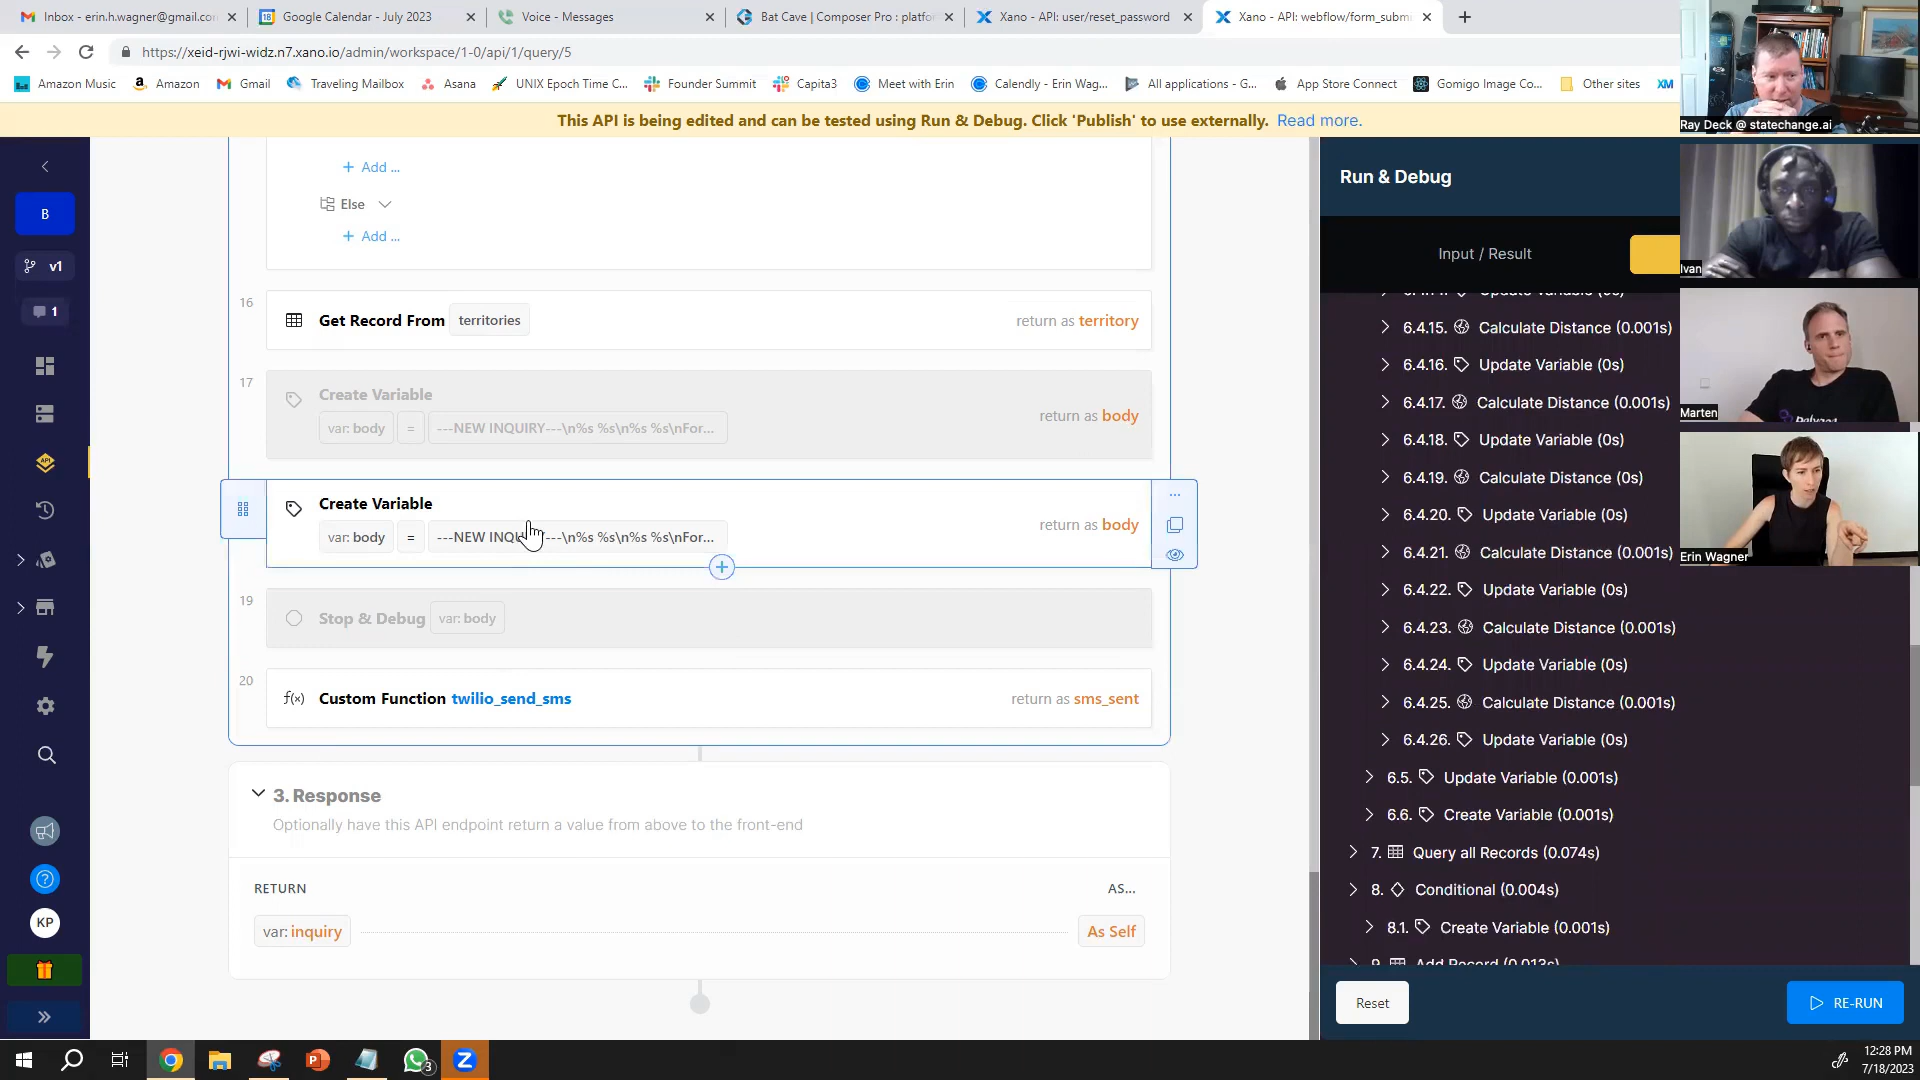 Inbox - erin.h.wagner@gmail.co
Google Calendar - July 2023
Voice - Messages
Bat Cave | Composer Pro : platfo
Xano - API: user/reset_password
Xano - API: webflow/form_subm
https://xeid-rjwi-widz.n7.xano.io/admin/workspace/1-0/api/1/query/5
Amazon Music
Amazon
Gmail
Traveling Mailbox
Asana
UNIX Epoch Time C...
Founder Summit
Capita3
Meet with Erin
Calendly - Erin Wag...
All applications - G...
App Store Connect
Gomigo Image Co...
Other sites
XM
This API is being edited and can be tested using Run & Debug. Click 'Publish' to use externally. Read more.
Ray Deck @ statechange.ai
Ivan
Marten
Erin Wagner
B
v1
1
KP
+ Add ...
Else
+ Add ...
16
Get Record From territories
return as territory
17
Create Variable
var: body = ---NEW INQUIRY---\n%s %s\n%s %s\nFor...
return as body
Create Variable
var: body = ---NEW INQU ---\n%s %s\n%s %s\nFor...
return as body
19
Stop & Debug var: body
20
f(x) Custom Function twilio_send_sms
return as sms_sent
3. Response
Optionally have this API endpoint return a value from above to the front-end
RETURN
AS...
var: inquiry
As Self
Run & Debug
Input / Result
6.4.15. Calculate Distance (0.001s)
6.4.16. Update Variable (0s)
6.4.17. Calculate Distance (0.001s)
6.4.18. Update Variable (0s)
6.4.19. Calculate Distance (0s)
6.4.20. Update Variable (0s)
6.4.21. Calculate Distance (0.001s)
6.4.22. Update Variable (0s)
6.4.23. Calculate Distance (0.001s)
6.4.24. Update Variable (0s)
6.4.25. Calculate Distance (0.001s)
6.4.26. Update Variable (0s)
6.5. Update Variable (0.001s)
6.6. Create Variable (0.001s)
7. Query all Records (0.074s)
8. Conditional (0.004s)
8.1. Create Variable (0.001s)
9. Add Record (0.013s)
Reset
RE-RUN
3
12:28 PM
7/18/2023